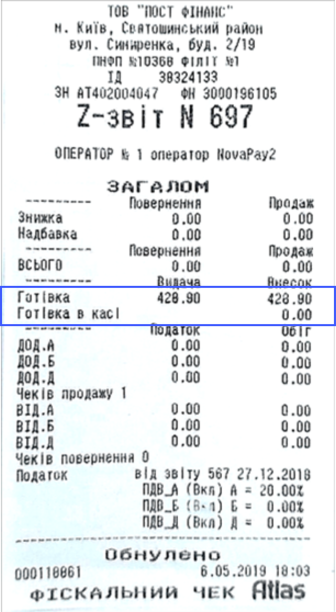 ТОВ "ПОСТ ФІНАНС"
м. Київ, Святошинський район
вул. Синиренка, буд. 2/19
ПНФП №10368 Філії №1
ІД 38324133
ЗН АТ402004047 ФН 3000196105
Z-звіт N 697
ОПЕРАТОР № 1 оператор NovaPay2
ЗАГАЛОМ
--------- Повернення Продаж
Знижка 0.00 0.00
Надбавка 0.00 0.00
--------- Повернення Продаж
ВСЬОГО 0.00 0.00
--------- Видача Внесок
Готівка 428.90 428.90
Готівка в касі 0.00
--------- Податок Обіг
ДОД.А 0.00 0.00
ДОД.Б 0.00 0.00
ДОД.Д 0.00 0.00
Чеків продажу 1
ВІД.А 0.00 0.00
ВІД.Б 0.00 0.00
ВІД.Д 0.00 0.00
Чеків повернення 0
Податок від звіту 567 27.12.2018
ПДВ_А (Вкл) А = 20.00%
ПДВ_Б (Вкл) Б = 0.00%
ПДВ_Д (Вкл) Д = 0.00%
Обнулено
000110061 6.05.2019 18:03
ФІСКАЛЬНИЙ ЧЕК Atlas